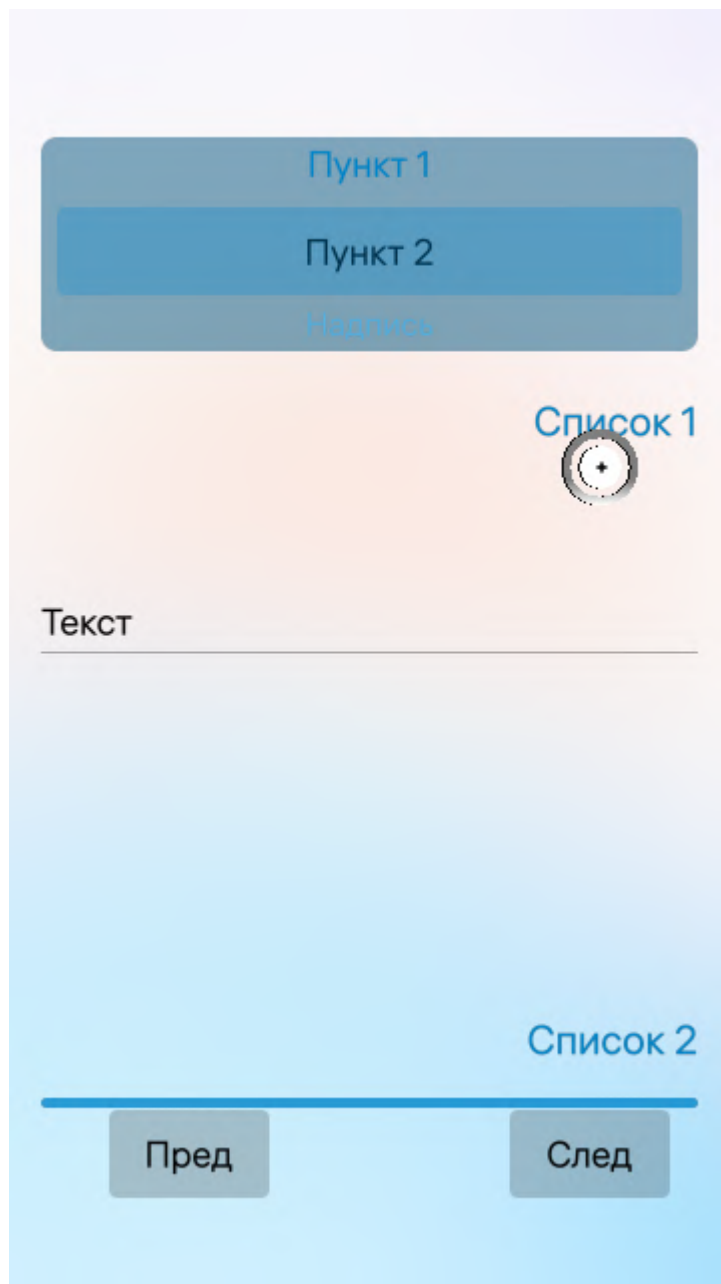 Пункт 1
Пункт 2
Надпись
Список 1
Текст
Список 2
Пред
След